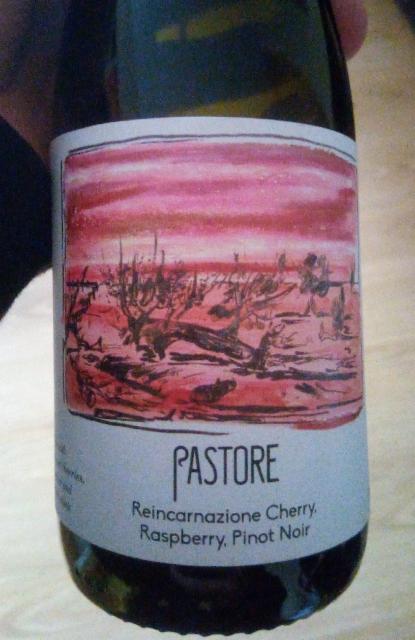 PASTORE
Reincarnazione Cherry,
Raspberry, Pinot Noir